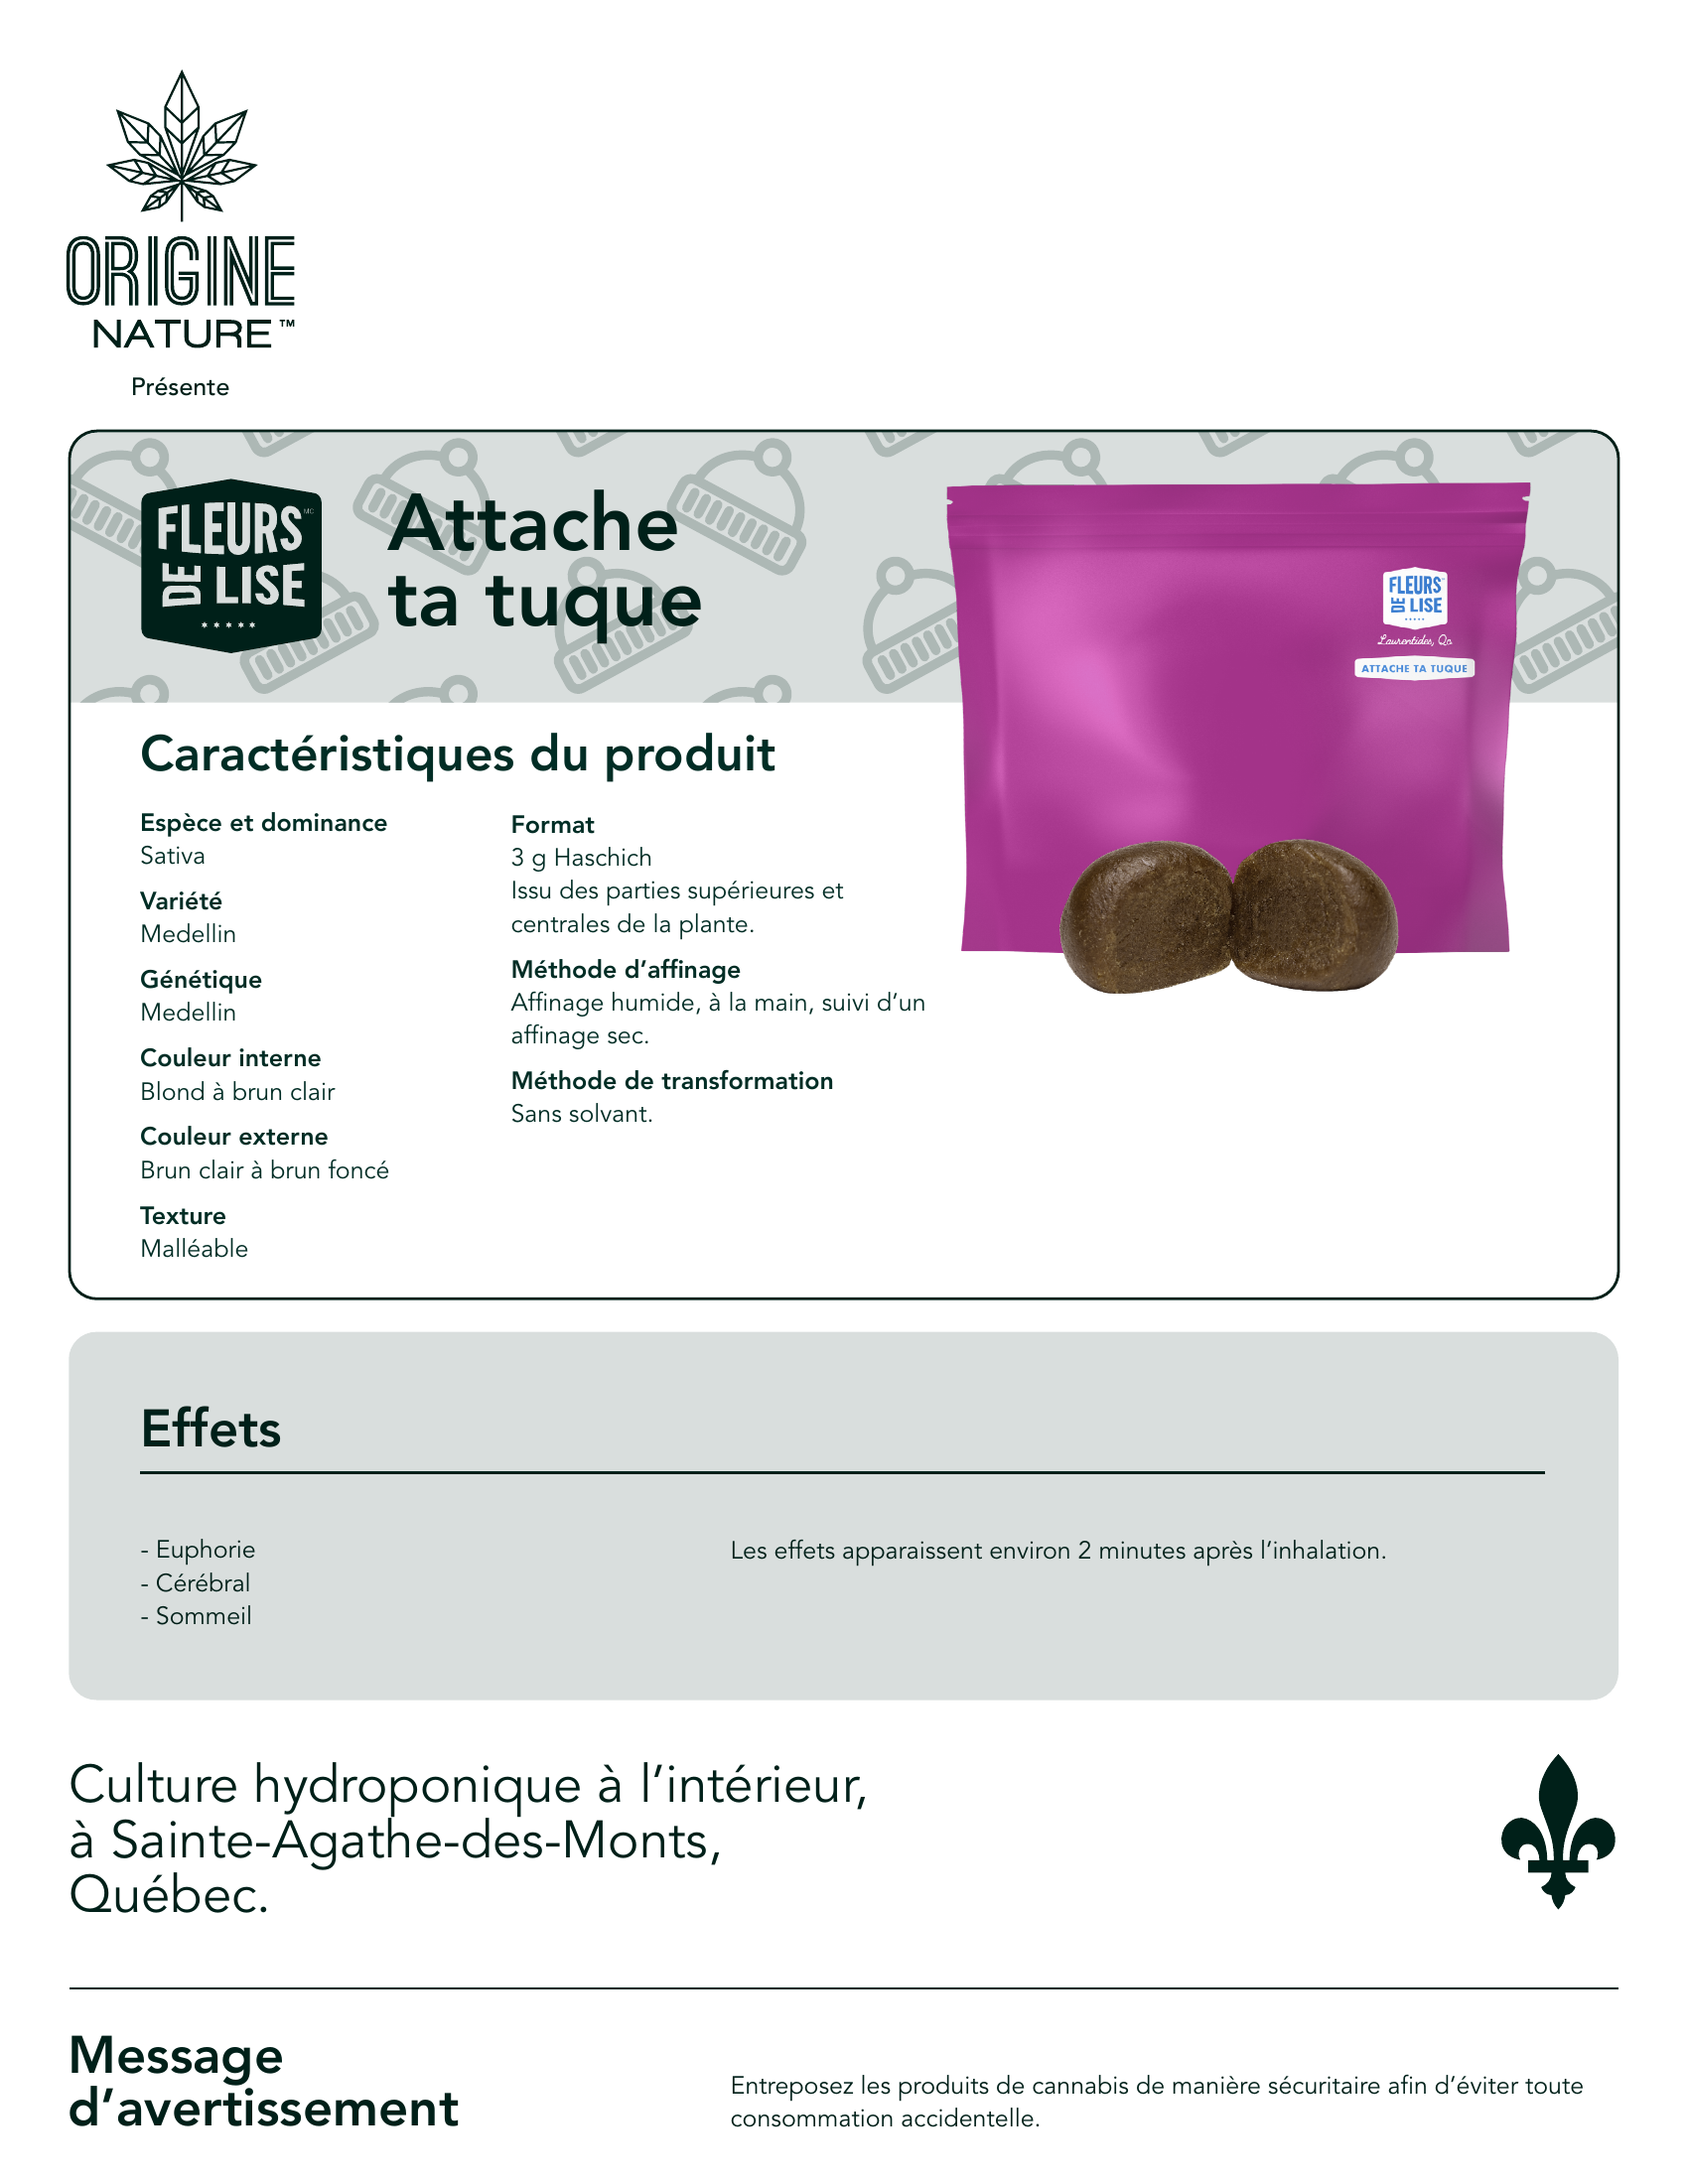 ORIGINE
NATURE™
Présente
FLEURS MC
DE LISE
Attache
ta tuque
FLEURS
DE LISE
Laurentides, Qc
ATTACHE TA TUQUE
Caractéristiques du produit
Espèce et dominance
Sativa
Variété
Medellin
Génétique
Medellin
Couleur interne
Blond à brun clair
Couleur externe
Brun clair à brun foncé
Texture
Malléable
Format
3 g Haschich
Issu des parties supérieures et
centrales de la plante.
Méthode d’affinage
Affinage humide, à la main, suivi d’un
affinage sec.
Méthode de transformation
Sans solvant.
Effets
- Euphorie
- Cérébral
- Sommeil
Les effets apparaissent environ 2 minutes après l’inhalation.
Culture hydroponique à l’intérieur,
à Sainte-Agathe-des-Monts,
Québec.
Message
d’avertissement
Entreposez les produits de cannabis de manière sécuritaire afin d’éviter toute
consommation accidentelle.